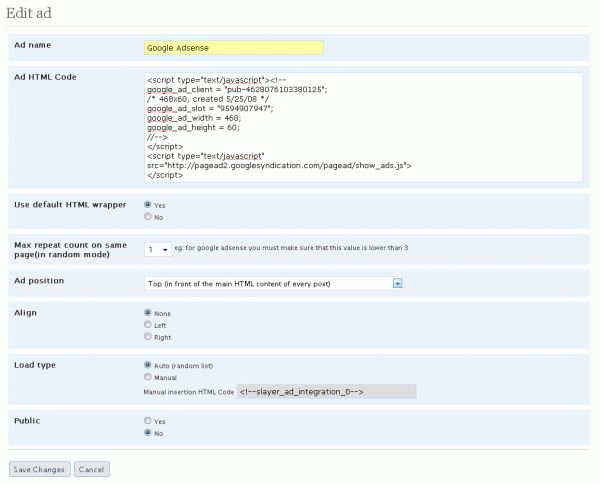 Edit ad
Ad name
Google Adsense
Ad HTML Code
<script type="text/javascript"><!--
google_ad_client = "pub-4628076103380125";
/* 468x60, created 5/25/08 */
google_ad_slot = "9594907947";
google_ad_width = 468;
google_ad_height = 60;
//-->
</script>
<script type="text/javascript"
src="http://pagead2.googlesyndication.com/pagead/show_ads.js">
</script>
Use default HTML wrapper
Yes
No
Max repeat count on same
page(in random mode)
1 eg: for google adsense you must make sure that this value is lower than 3
Ad position
Top (in front of the main HTML content of every post)
Align
None
Left
Right
Load type
Auto (random list)
Manual
Manual insertion HTML Code <!--slayer_ad_integration_0-->
Public
Yes
No
Save Changes Cancel